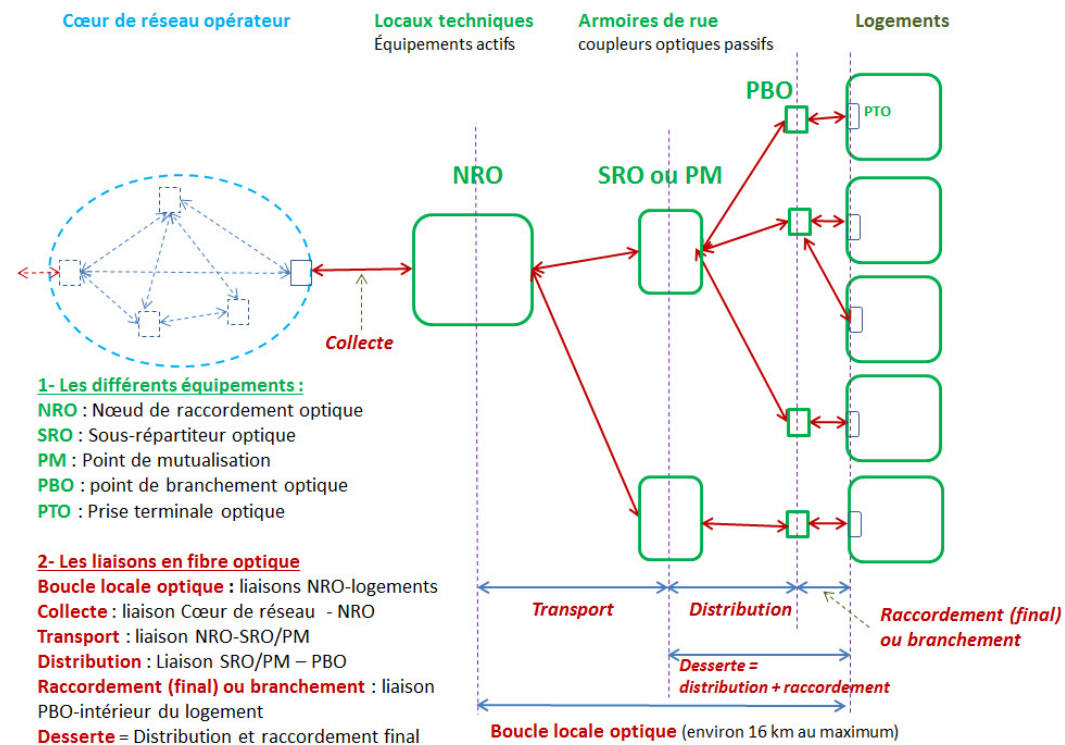 Cœur de réseau opérateur
Locaux techniques
Équipements actifs
Armoires de rue
coupleurs optiques passifs
Logements
PBO
PTO
NRO
SRO ou PM
Collecte
1- Les différents équipements :
NRO : Nœud de raccordement optique
SRO : Sous-répartiteur optique
PM : Point de mutualisation
PBO : point de branchement optique
PTO : Prise terminale optique
2- Les liaisons en fibre optique
Boucle locale optique : liaisons NRO-logements
Collecte : liaison Cœur de réseau - NRO
Transport : liaison NRO-SRO/PM
Distribution : Liaison SRO/PM – PBO
Raccordement (final) ou branchement : liaison
PBO-intérieur du logement
Desserte = Distribution et raccordement final
Transport
Distribution
Raccordement (final)
ou branchement
Desserte =
distribution + raccordement
Boucle locale optique (environ 16 km au maximum)